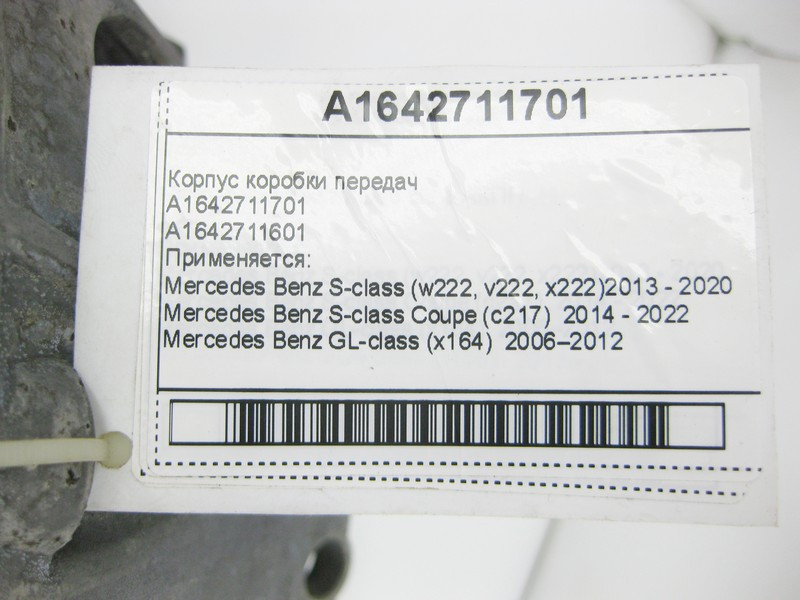 A1642711701
Корпус коробки передач
A1642711701
A1642711601
Применяется:
Mercedes Benz S-class (w222, v222, x222)2013 - 2020
Mercedes Benz S-class Coupe (c217) 2014 - 2022
Mercedes Benz GL-class (x164) 2006–2012